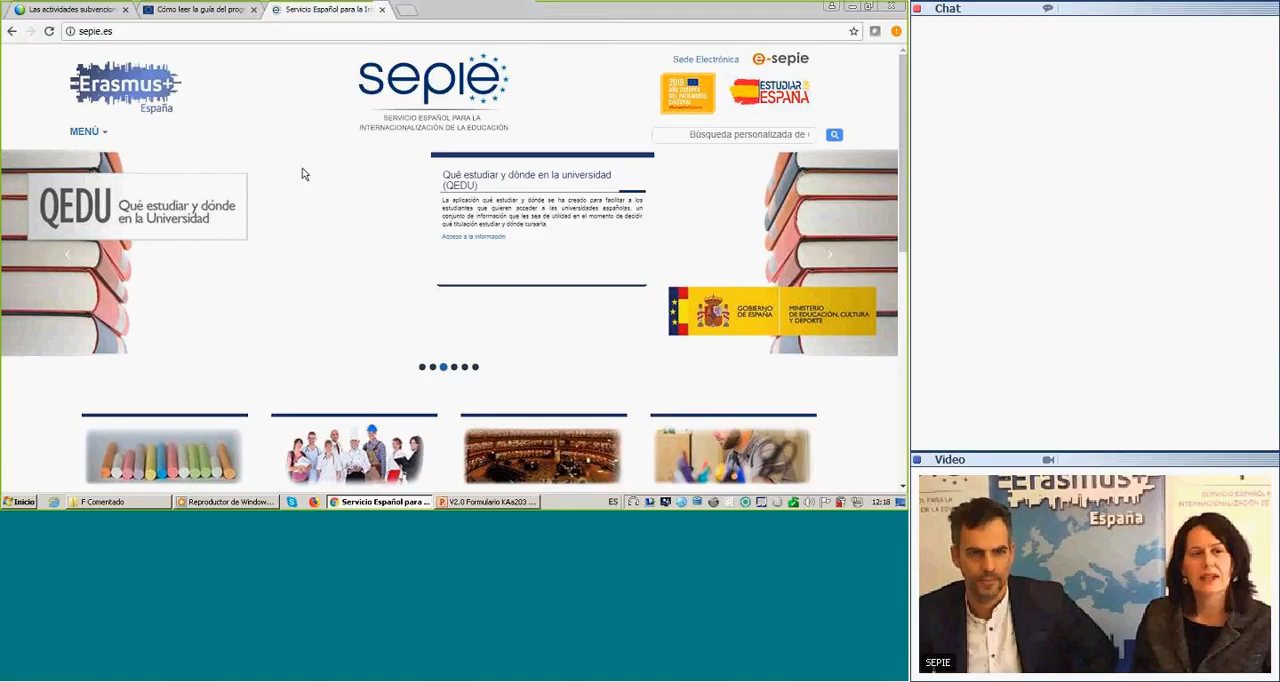 Las actividades subvencion
Cómo leer la guía del prog
Servicio Español para la In
Chat
sepie.es
Erasmus+
España
sepie
SERVICIO ESPAÑOL PARA LA
INTERNACIONALIZACIÓN DE LA EDUCACIÓN
Sede Electrónica
e-sepie
2018
AÑO EUROPEO
DEL PATRIMONIO
CULTURAL
ESTUDIAR EN
ESPAÑA
MENÚ
Búsqueda personalizada de
QEDU
Qué estudiar y dónde
en la Universidad
Qué estudiar y dónde en la universidad
(QEDU)
La aplicación qué estudiar y dónde se ha creado para facilitar a los
estudiantes que quieren acceder a las universidades españolas, un
conjunto de información que les sea de utilidad en el momento de decidir
qué titulación estudiar y dónde cursarla.
Acceso a la información
GOBIERNO
DE ESPAÑA
MINISTERIO
DE EDUCACIÓN, CULTURA
Y DEPORTE
Video
Inicio
F Comentado
Reproductor de Window...
Servicio Español para ...
V2.0 Formulario KAa203 ...
ES
12:18
Erasmus+
España
INTERNACIONALIZACIÓN DE
SEPIE